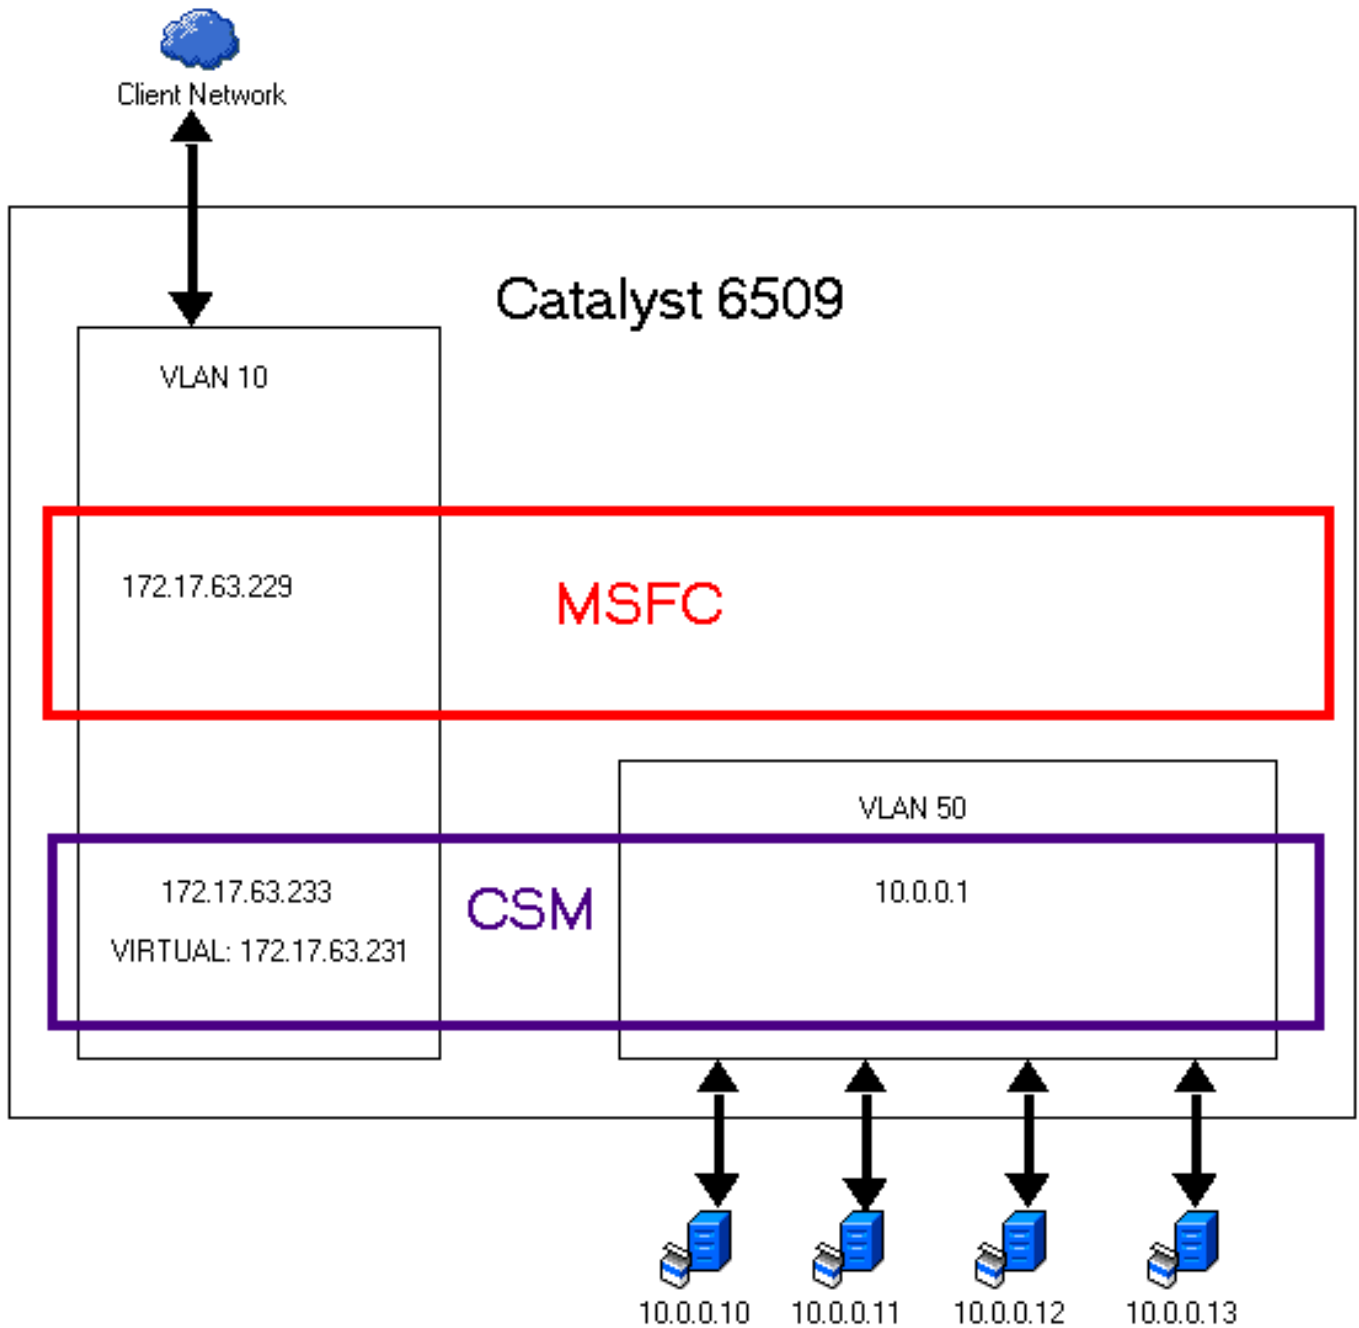 Client Network
Catalyst 6509
VLAN 10
172.17.63.229
MSFC
VLAN 50
172.17.63.233
CSM
10.0.0.1
VIRTUAL: 172.17.63.231
10.0.0.10
10.0.0.11
10.0.0.12
10.0.0.13